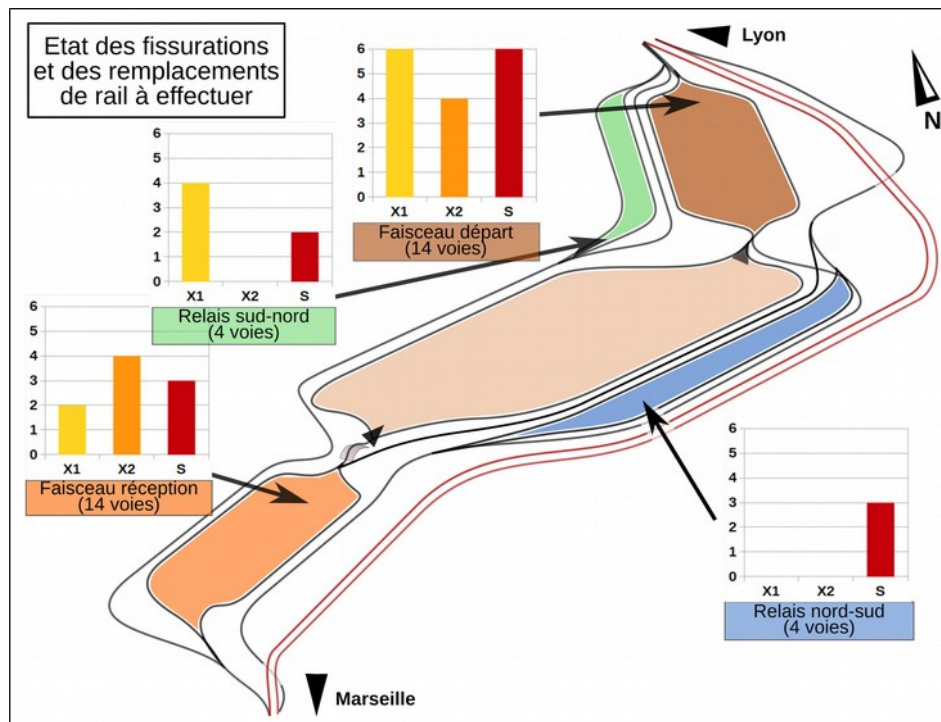 Etat des fissurations
et des remplacements
de rail à effectuer
Lyon
N
6
5
4
3
2
1
0
X1 X2 S
Faisceau départ
(14 voies)
6
5
4
3
2
1
0
X1 X2 S
Relais sud-nord
(4 voies)
6
5
4
3
2
1
0
X1 X2 S
Faisceau réception
(14 voies)
6
5
4
3
2
1
0
X1 X2 S
Relais nord-sud
(4 voies)
Marseille